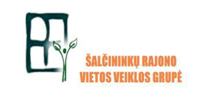 ŠALČININKŲ RAJONO
VIETOS VEIKLOS GRUPĖ